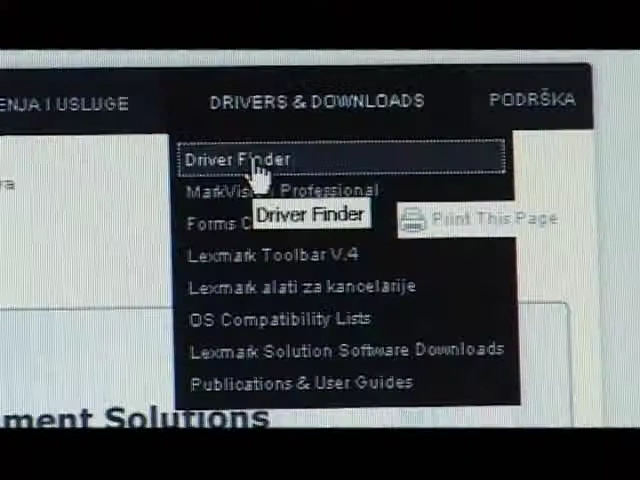 ENJA I USLUGE DRIVERS & DOWNLOADS PODRŠKA
Driver Finder
Professional
Driver Finder
Forms
Print This Page
Lexmark Toolbar V.4
Lexmark alati za kancelarije
OS Compatibility Lists
Lexmark Solution Software Downloads
Publications & User Guides
ment Solutions